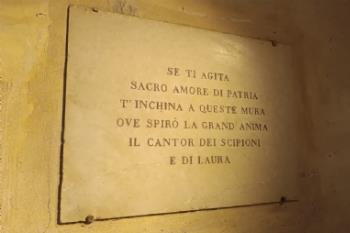 SE TI AGITA
SACRO AMORE DI PATRIA
T'INCHINA A QUESTE MURA
OVE SPIRÒ LA GRAND'ANIMA
IL CANTOR DEI SCIPIONI
E DI LAURA